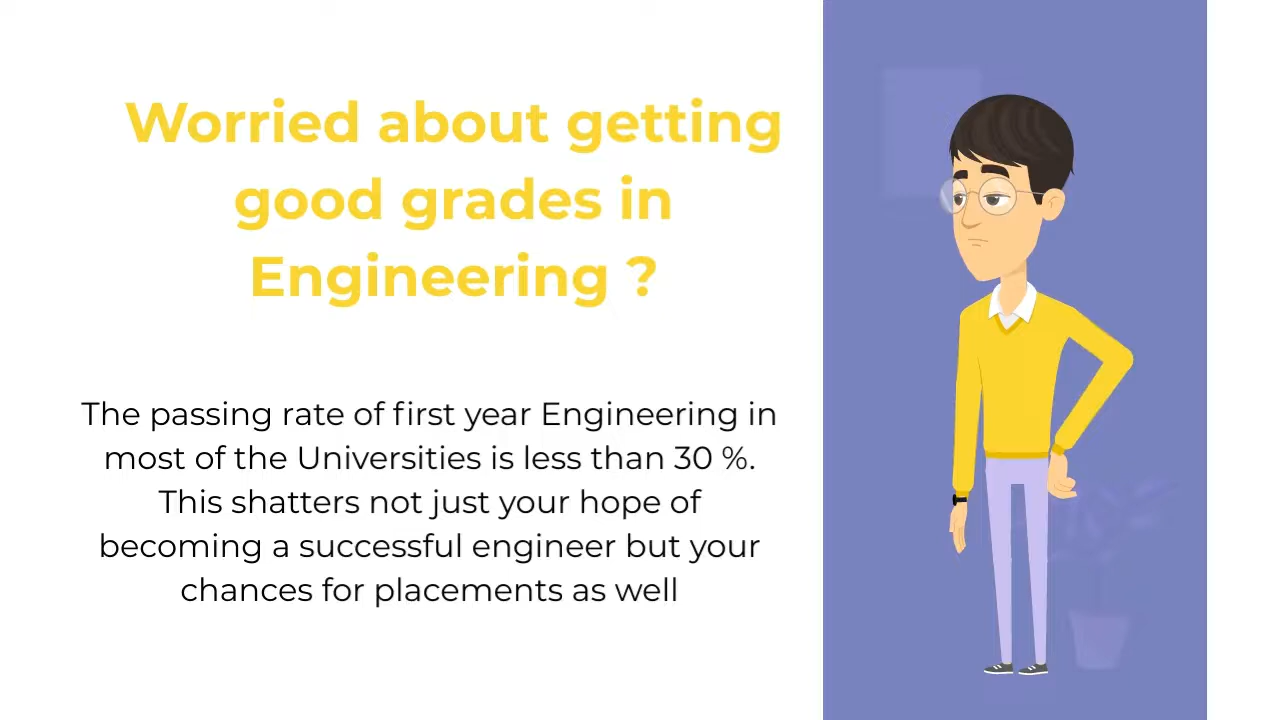 Worried about getting
good grades in
Engineering ?
The passing rate of first year Engineering in
most of the Universities is less than 30 %.
This shatters not just your hope of
becoming a successful engineer but your
chances for placements as well